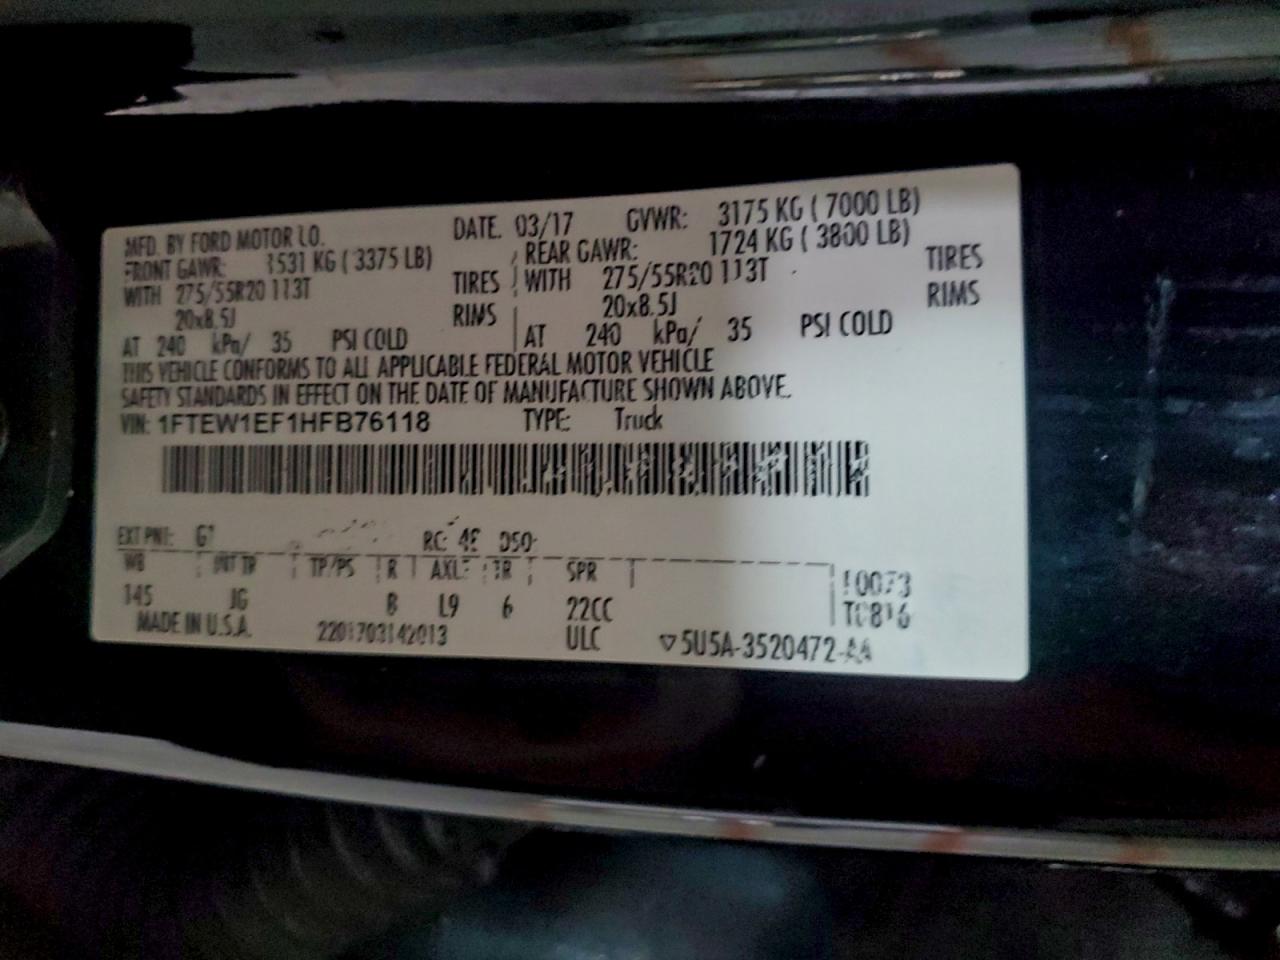 MFD. BY FORD MOTOR CO. DATE. 03/17 GVWR: 3175 KG ( 7000 LB)
FRONT GAWR: 1531 KG ( 3375 LB) REAR GAWR: 1724 KG ( 3800 LB)
WITH 275/55R20 113T TIRES WITH 275/55R20 113T TIRES
20x8.5J RIMS 20x8.5J RIMS
AT 240 kPa/ 35 PSI COLD AT 240 kPa/ 35 PSI COLD
THIS VEHICLE CONFORMS TO ALL APPLICABLE FEDERAL MOTOR VEHICLE
SAFETY STANDARDS IN EFFECT ON THE DATE OF MANUFACTURE SHOWN ABOVE.
VIN: 1FTEW1EF1HFB76118 TYPE: Truck
EXT PNT: RC: DSO:
WB INT TR TP/PS R AXLE TR SPR
145 JG B L9 6 22CC
MADE IN U.S.A. 2201703142013 ULC ▽5U5A-3520472-AA